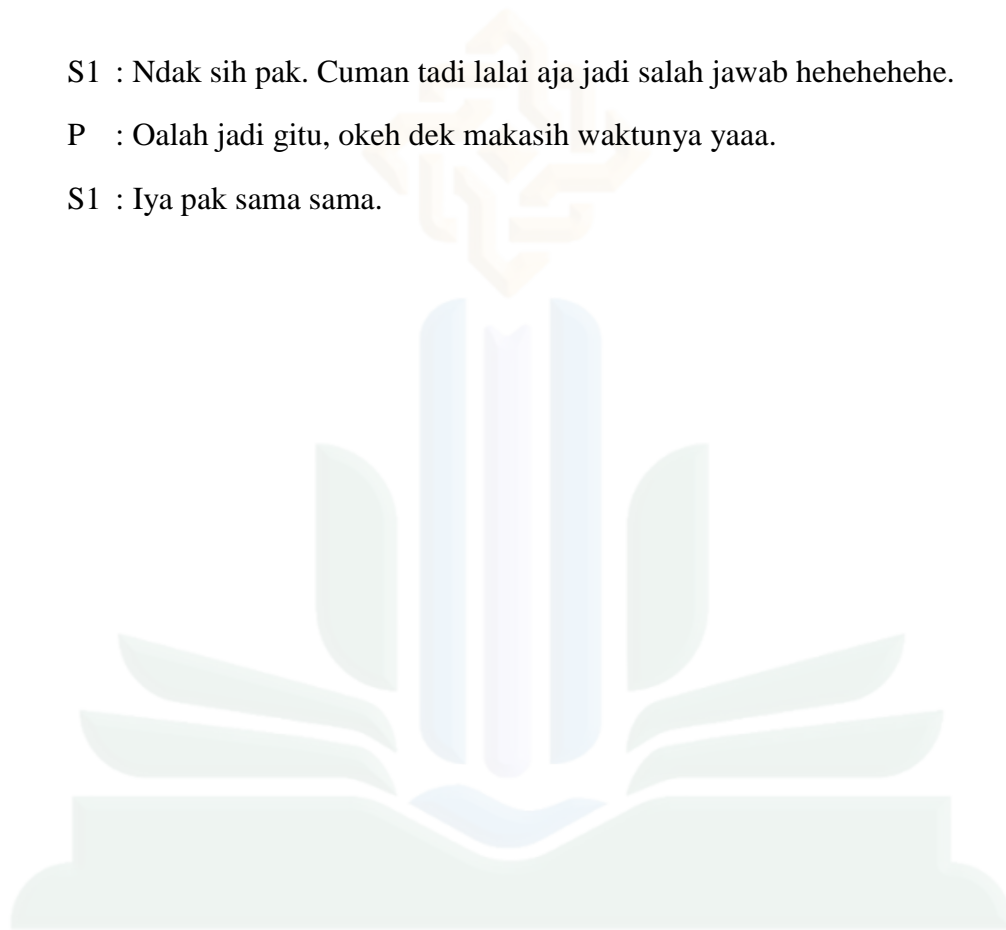 S1 : Ndak sih pak. Cuman tadi lalai aja jadi salah jawab hehehehehe.
P : Oalah jadi gitu, okeh dek makasih waktunya yaaa.
S1 : Iya pak sama sama.